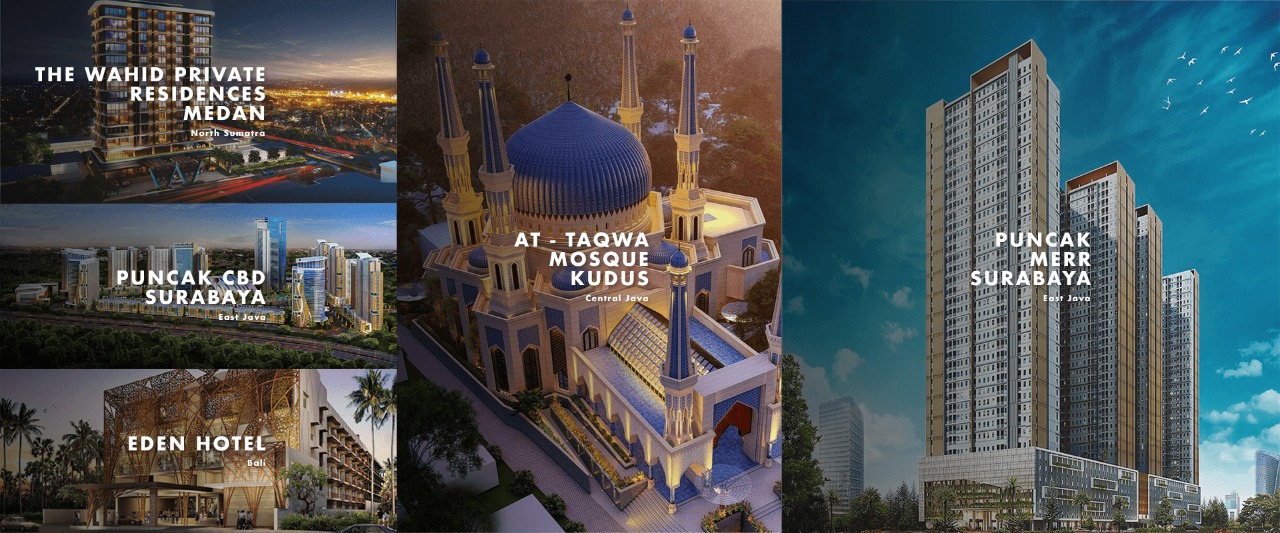 THE WAHID PRIVATE
RESIDENCES
MEDAN
North Sumatra
PUNCAK CBD
SURABAYA
East Java
EDEN HOTEL
Bali
AT - TAQWA
MOSQUE
KUDUS
Central Java
PUNCAK
MERR
SURABAYA
East Java